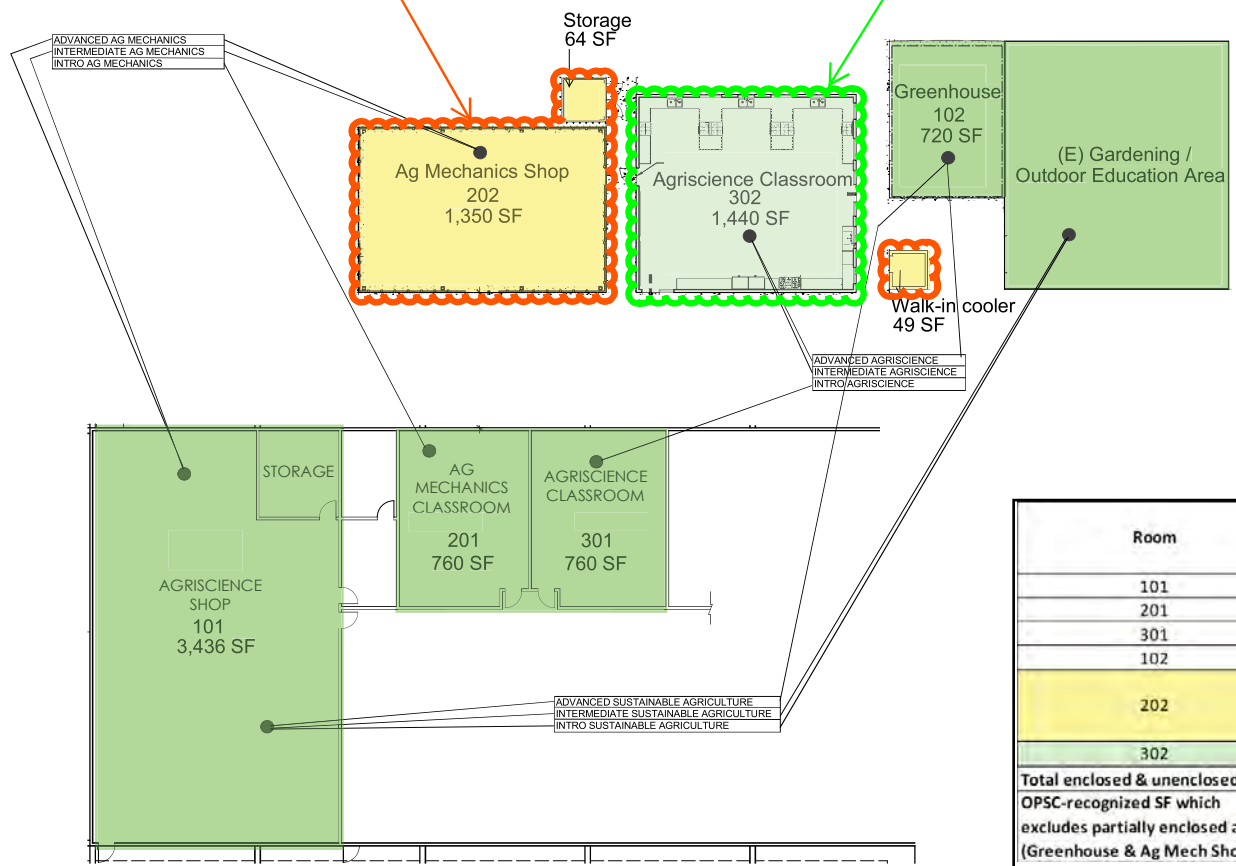 Storage
64 SF
ADVANCED AG MECHANICS
INTERMEDIATE AG MECHANICS
INTRO AG MECHANICS
Ag Mechanics Shop
202
1,350 SF
Agriscience Classroom
302
1,440 SF
Greenhouse
102
720 SF
(E) Gardening /
Outdoor Education Area
Walk-in cooler
49 SF
ADVANCED AGRISCIENCE
INTERMEDIATE AGRISCIENCE
INTRO AGRISCIENCE
STORAGE
AG
MECHANICS
CLASSROOM
201
760 SF
AGRISCIENCE
CLASSROOM
301
760 SF
AGRISCIENCE
SHOP
101
3,436 SF
ADVANCED SUSTAINABLE AGRICULTURE
INTERMEDIATE SUSTAINABLE AGRICULTURE
INTRO SUSTAINABLE AGRICULTURE
Room
101
201
301
102
202
302
Total enclosed & unenclosed
OPSC-recognized SF which
excludes partially enclosed a
(Greenhouse & Ag Mech Sho